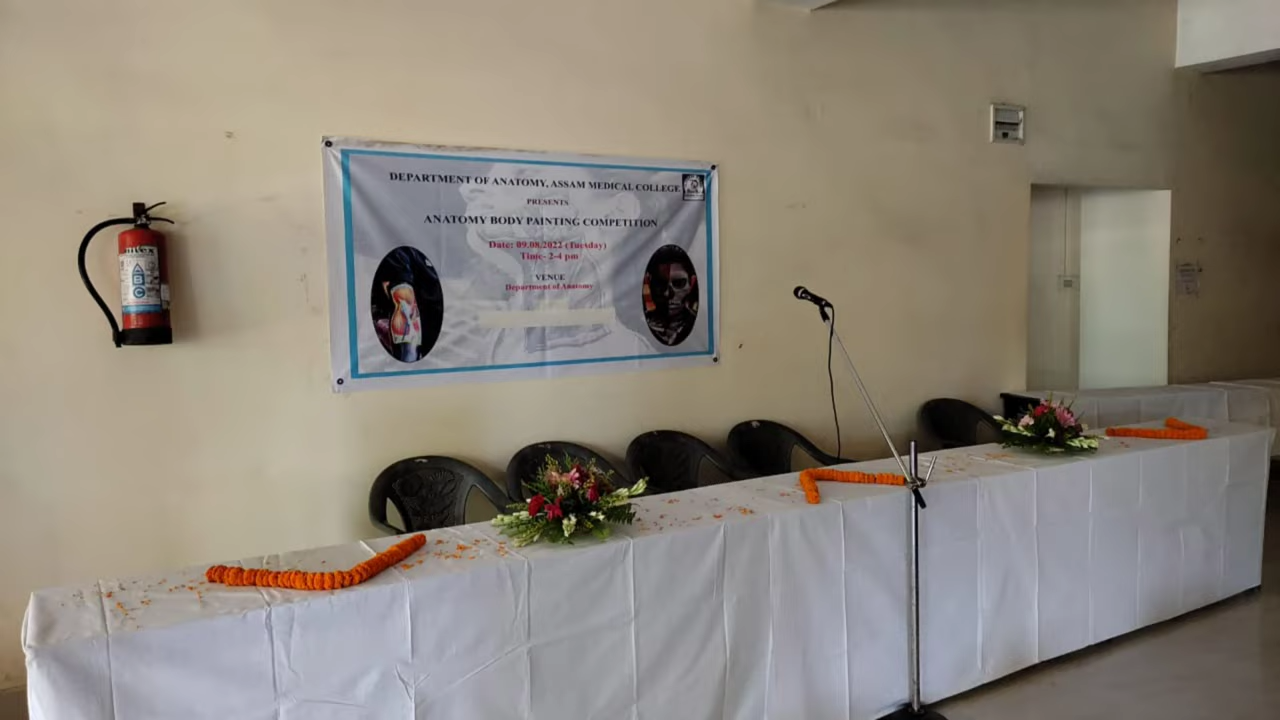 DEPARTMENT OF ANATOMY, ASSAM MEDICAL COLLEGE
PRESENTS
ANATOMY BODY PAINTING COMPETITION
Date: 09.08.2022 (Tuesday)
Time- 2-4 pm
VENUE
Department of Anatomy
A
B
C